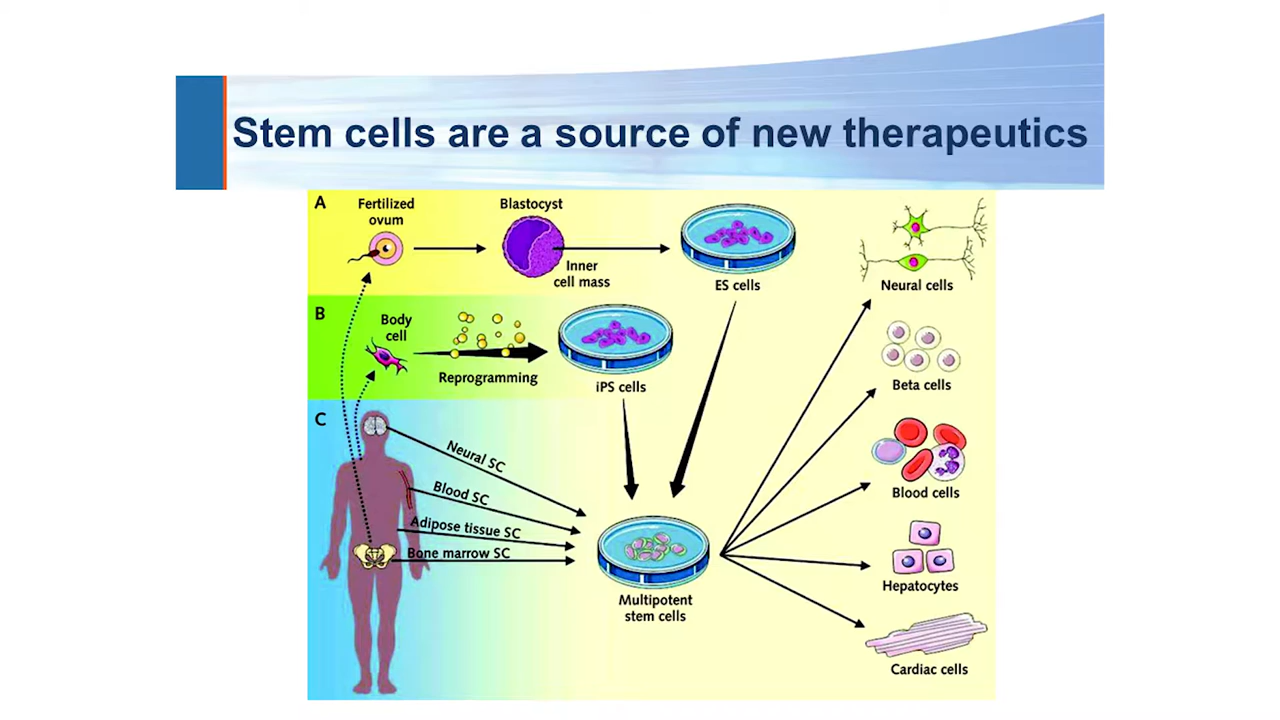 Stem cells are a source of new therapeutics
A
Fertilized
ovum
Blastocyst
Inner
cell mass
ES cells
Neural cells
B
Body
cell
Reprogramming
iPS cells
Beta cells
C
Neural SC
Blood SC
Adipose tissue SC
Bone marrow SC
Multipotent
stem cells
Blood cells
Hepatocytes
Cardiac cells